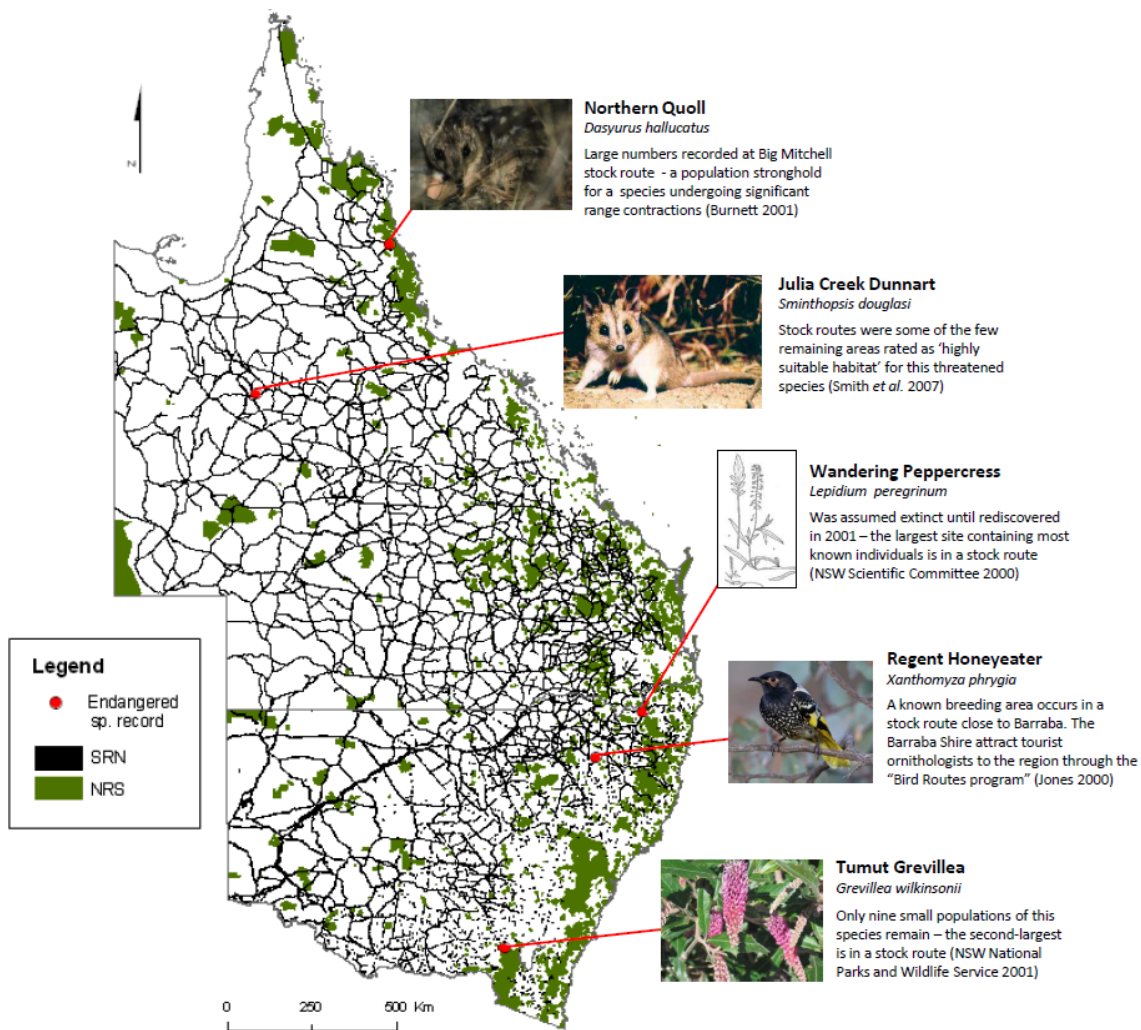 Northern Quoll
Dasyurus hallucatus
Large numbers recorded at Big Mitchell
stock route - a population stronghold
for a species undergoing significant
range contractions (Burnett 2001)
N
Julia Creek Dunnart
Sminthopsis douglasi
Stock routes were some of the few
remaining areas rated as ‘highly
suitable habitat’ for this threatened
species (Smith et al. 2007)
Wandering Peppercress
Lepidium peregrinum
Was assumed extinct until rediscovered
in 2001 – the largest site containing most
known individuals is in a stock route
(NSW Scientific Committee 2000)
Legend
Endangered
sp. record
SRN
NRS
Regent Honeyeater
Xanthomyza phrygia
A known breeding area occurs in a
stock route close to Barraba. The
Barraba Shire attract tourist
ornithologists to the region through the
“Bird Routes program” (Jones 2000)
Tumut Grevillea
Grevillea wilkinsonii
Only nine small populations of this
species remain – the second-largest
is in a stock route (NSW National
Parks and Wildlife Service 2001)
0 250 500 Km